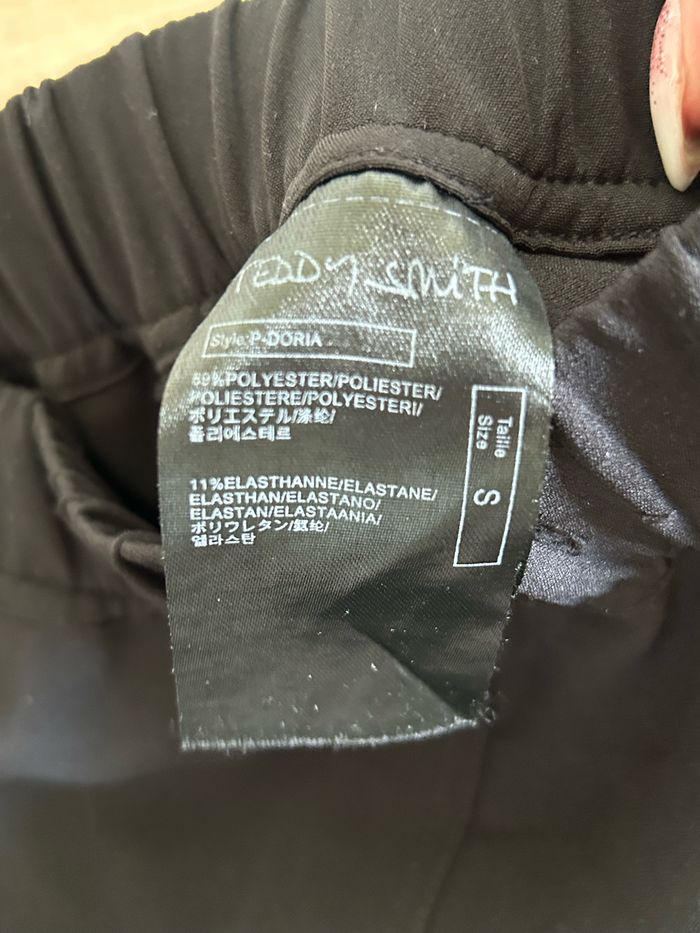 TEDDY SMITH
Style: P-DORIA
89%POLYESTER/POLIESTER/
POLIESTERE/POLYESTERI/
ポリエステル/涤纶/
폴리에스테르
11%ELASTHANNE/ELASTANE/
ELASTHAN/ELASTANO/
ELASTAN/ELASTAANIA/
ポリウレタン/氨纶/
엘라스탄
Taille
Size
S